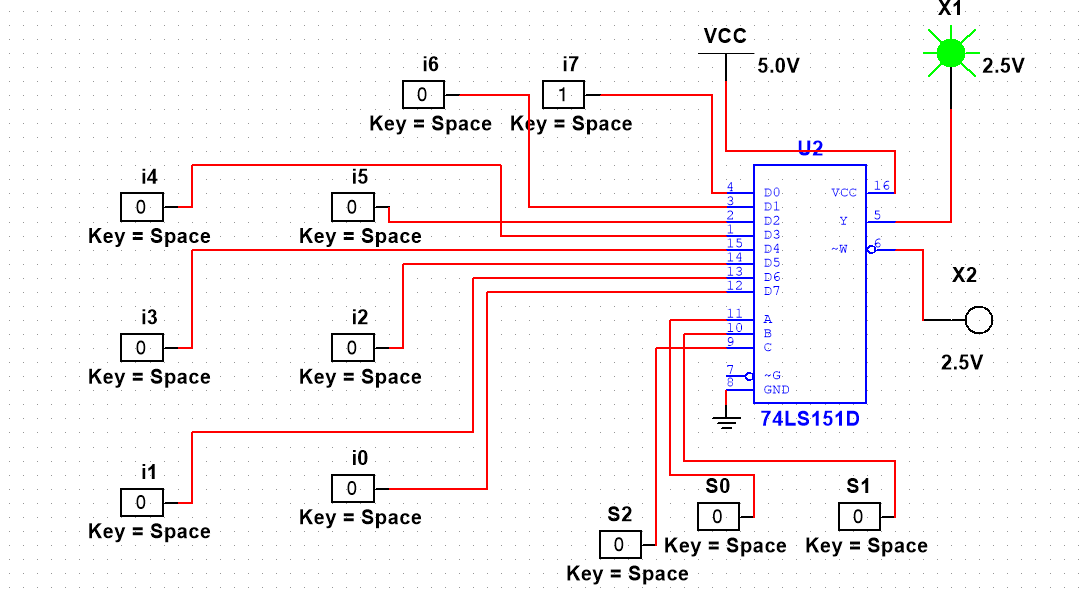 X1
VCC
5.0V
2.5V
i6
i7
0
1
Key = Space
Key = Space
U2
i4
i5
0
0
Key = Space
Key = Space
4
D0
VCC
16
3
D1
2
D2
Y
5
1
D3
15
D4
~W
6
14
D5
13
D6
12
D7
X2
2.5V
i3
i2
0
0
Key = Space
Key = Space
11
A
10
B
9
C
7
~G
8
GND
74LS151D
i1
i0
0
0
Key = Space
Key = Space
S2
S0
S1
0
0
0
Key = Space
Key = Space
Key = Space